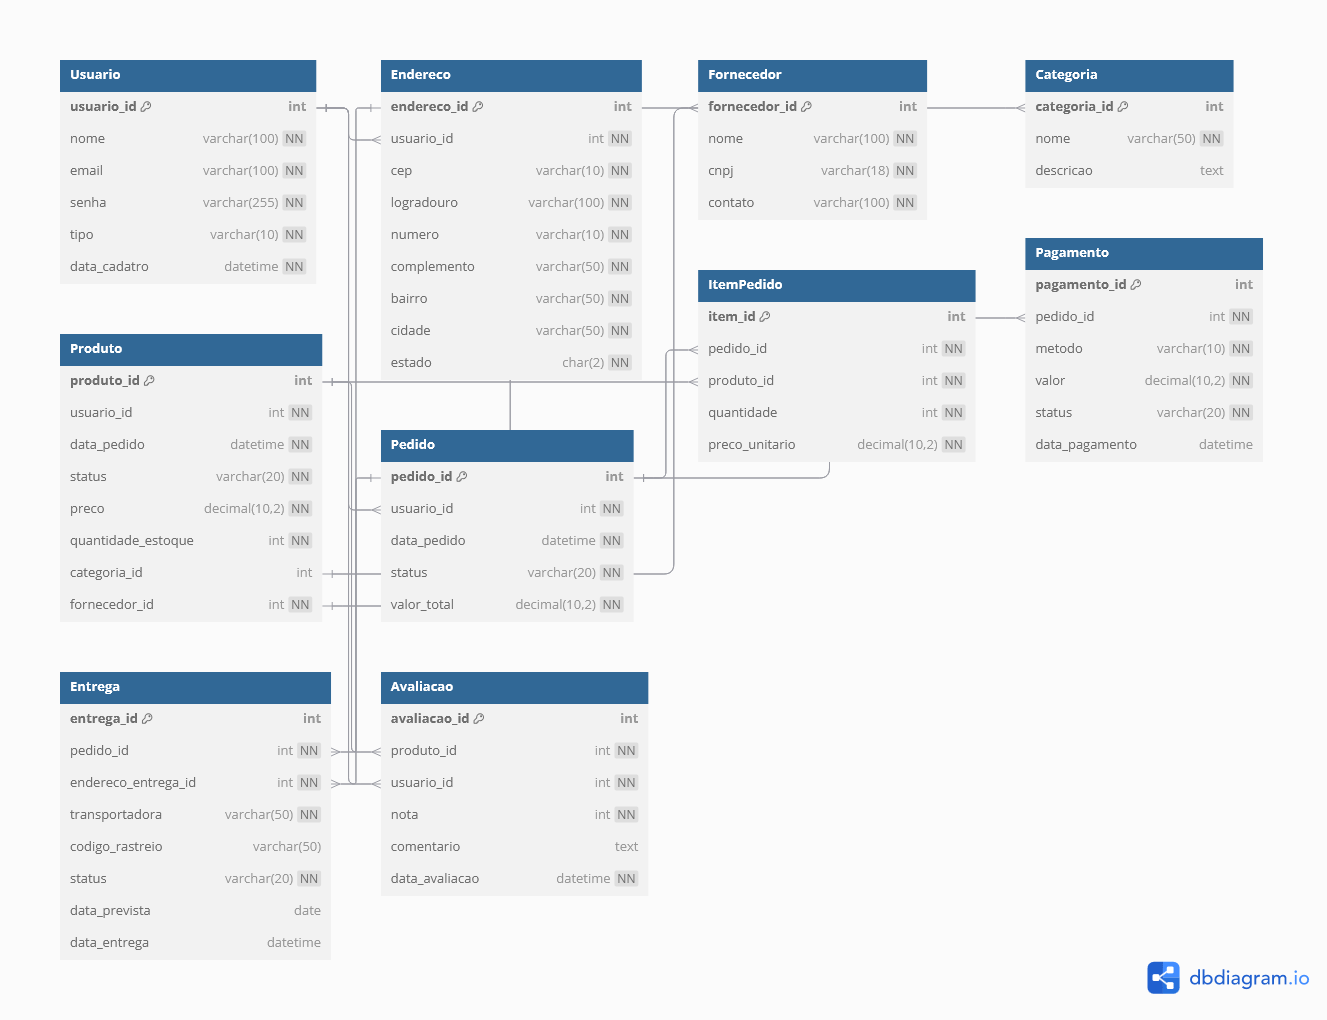 Usuario
usuario_id int
nome varchar(100) NN
email varchar(100) NN
senha varchar(255) NN
tipo varchar(10) NN
data_cadatro datetime NN
Endereco
endereco_id int
usuario_id int NN
cep varchar(10) NN
logradouro varchar(100) NN
numero varchar(10) NN
complemento varchar(50) NN
bairro varchar(50) NN
cidade varchar(50) NN
estado char(2) NN
Fornecedor
fornecedor_id int
nome varchar(100) NN
cnpj varchar(18) NN
contato varchar(100) NN
Categoria
categoria_id int
nome varchar(50) NN
descricao text
Pagamento
pagamento_id int
pedido_id int NN
metodo varchar(10) NN
valor decimal(10,2) NN
status varchar(20) NN
data_pagamento datetime
ItemPedido
item_id int
pedido_id int NN
produto_id int NN
quantidade int NN
preco_unitario decimal(10,2) NN
Produto
produto_id int
usuario_id int NN
data_pedido datetime NN
status varchar(20) NN
preco decimal(10,2) NN
quantidade_estoque int NN
categoria_id int
fornecedor_id int NN
Pedido
pedido_id int
usuario_id int NN
data_pedido datetime NN
status varchar(20) NN
valor_total decimal(10,2) NN
Entrega
entrega_id int
pedido_id int NN
endereco_entrega_id int NN
transportadora varchar(50) NN
codigo_rastreio varchar(50)
status varchar(20) NN
data_prevista date
data_entrega datetime
Avaliacao
avaliacao_id int
produto_id int NN
usuario_id int NN
nota int NN
comentario text
data_avaliacao datetime NN
dbdiagram.io